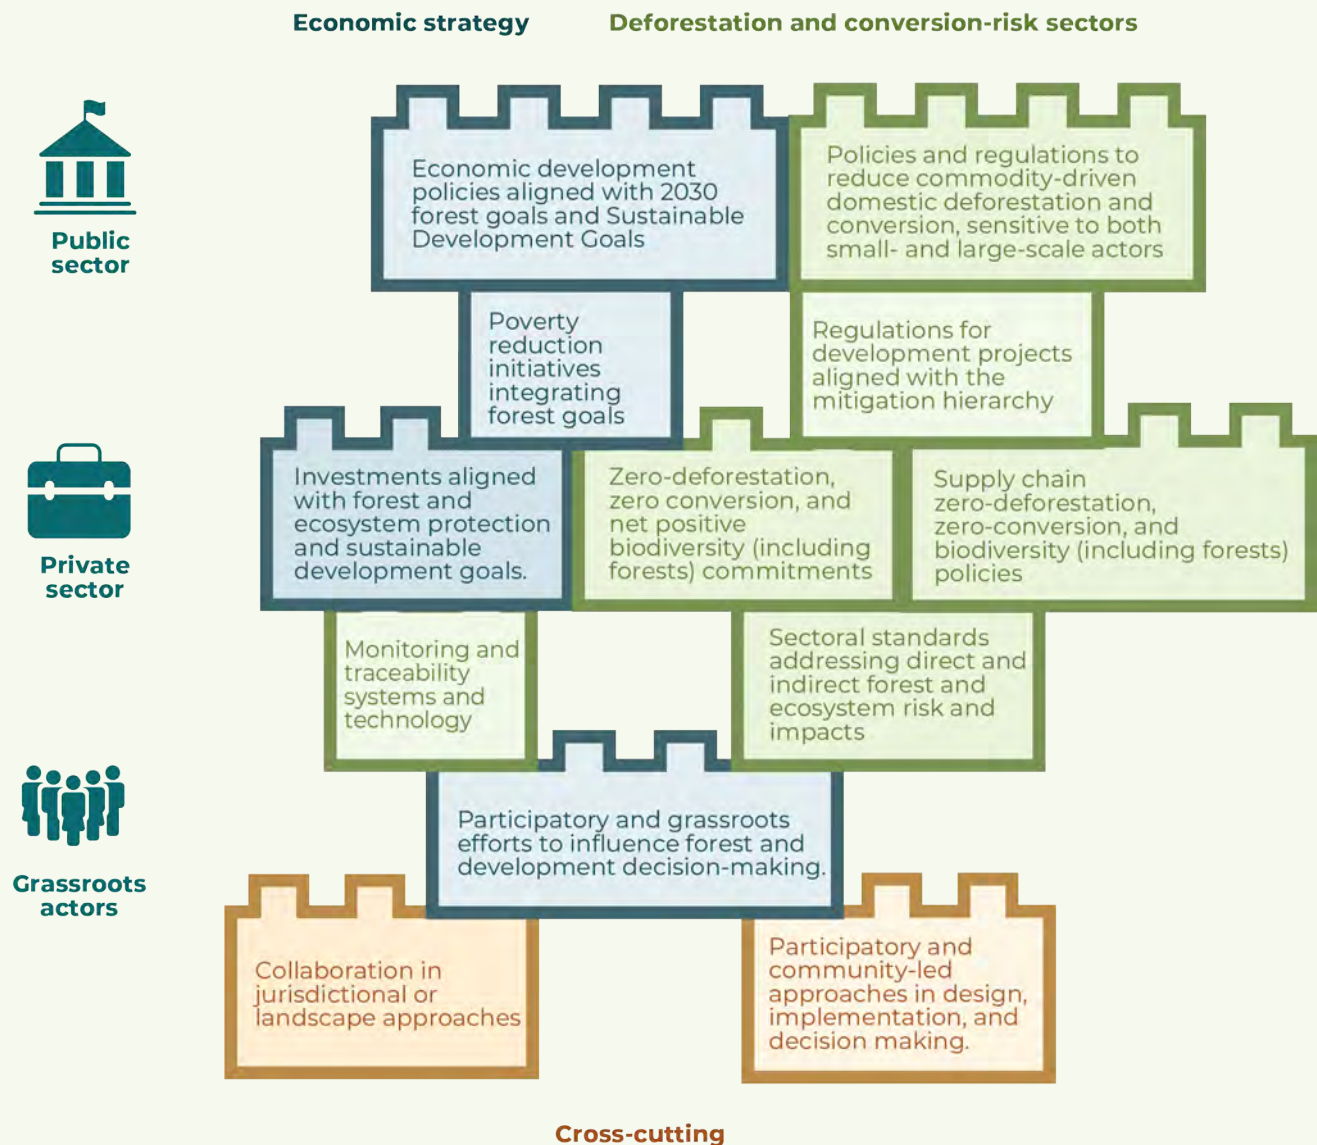 Economic strategy
Deforestation and conversion-risk sectors
Public
sector
Economic development
policies aligned with 2030
forest goals and Sustainable
Development Goals
Policies and regulations to
reduce commodity-driven
domestic deforestation and
conversion, sensitive to both
small- and large-scale actors
Poverty
reduction
initiatives
integrating
forest goals
Regulations for
development projects
aligned with the
mitigation hierarchy
Private
sector
Investments aligned
with forest and
ecosystem protection
and sustainable
development goals.
Zero-deforestation,
zero conversion, and
net positive
biodiversity (including
forests) commitments
Supply chain
zero-deforestation,
zero-conversion, and
biodiversity (including forests)
policies
Monitoring and
traceability
systems and
technology
Sectoral standards
addressing direct and
indirect forest and
ecosystem risk and
impacts
Grassroots
actors
Participatory and grassroots
efforts to influence forest and
development decision-making.
Collaboration in
jurisdictional or
landscape approaches
Participatory and
community-led
approaches in design,
implementation, and
decision making.
Cross-cutting